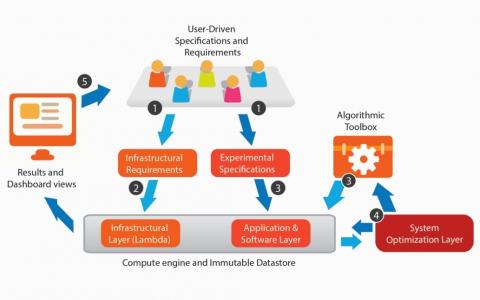 User-Driven
Specifications and
Requirements
5
1
1
Algorithmic
Toolbox
Infrastructural
Requirements
Experimental
Specifications
Results and
Dashboard views
2
3
3
4
Infrastructural
Layer (Lambda)
Application &
Software Layer
System
Optimization Layer
Compute engine and Immutable Datastore